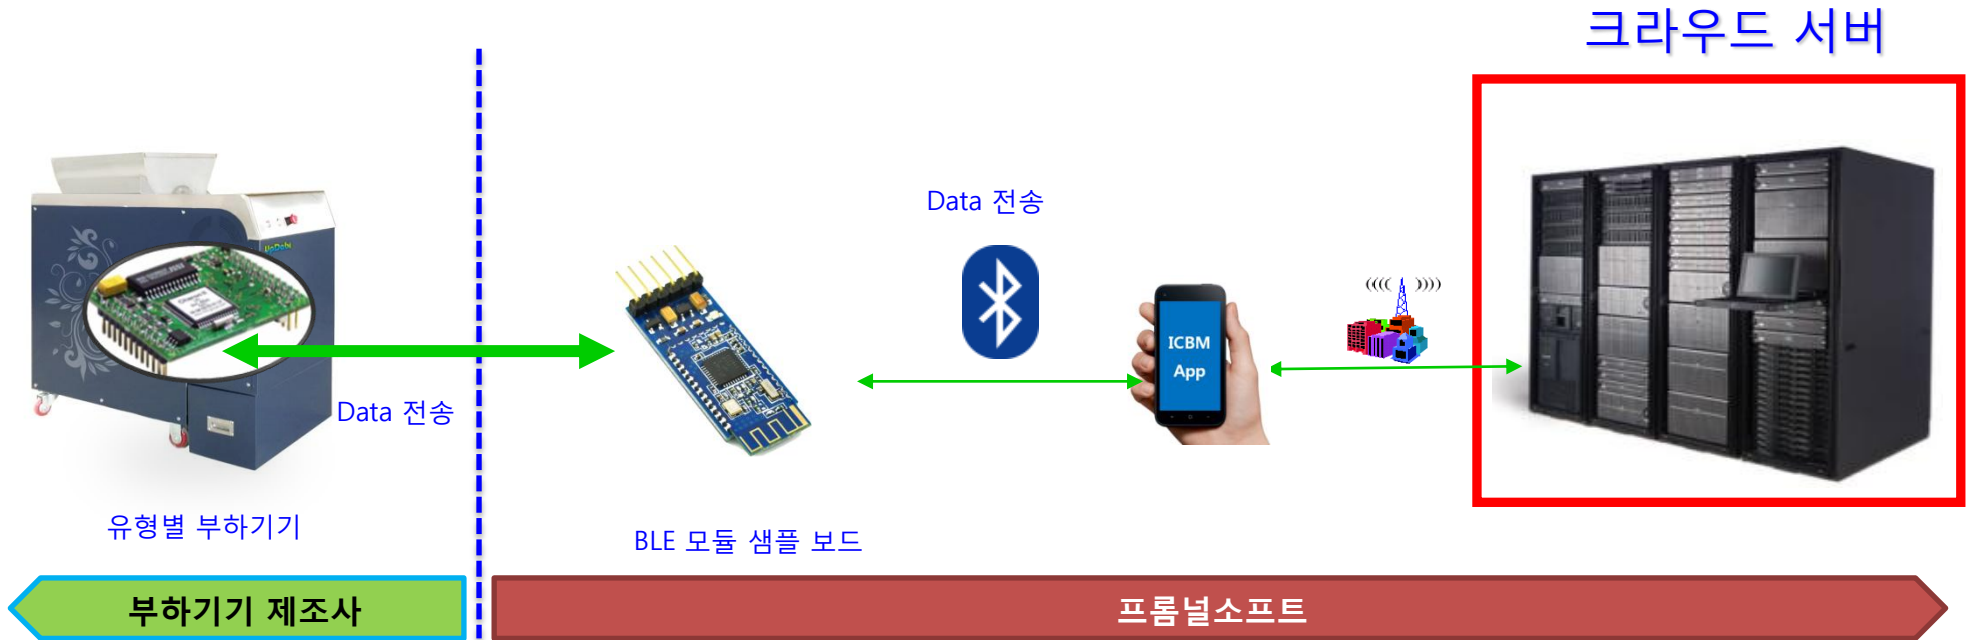 크라우드 서버
Data 전송
ICBM
App
Data 전송
유형별 부하기기
BLE 모듈 샘플 보드
부하기기 제조사
프롬널소프트